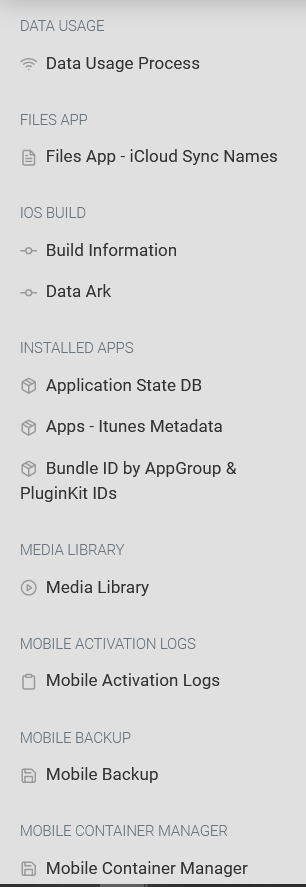 DATA USAGE
Data Usage Process
FILES APP
Files App - iCloud Sync Names
IOS BUILD
Build Information
Data Ark
INSTALLED APPS
Application State DB
Apps - Itunes Metadata
Bundle ID by AppGroup &
PluginKit IDs
MEDIA LIBRARY
Media Library
MOBILE ACTIVATION LOGS
Mobile Activation Logs
MOBILE BACKUP
Mobile Backup
MOBILE CONTAINER MANAGER
Mobile Container Manager